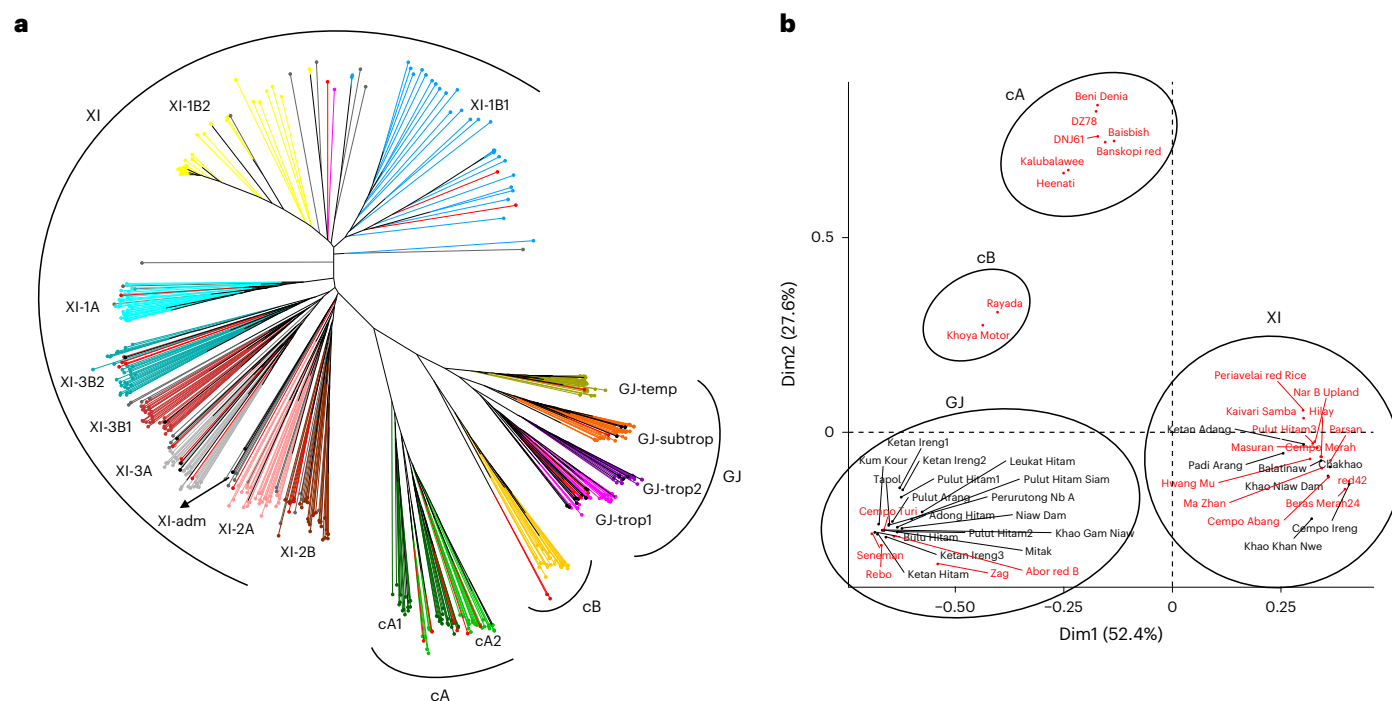 a
XI
XI-1B2
XI-1B1
XI-1A
XI-3B2
XI-3B1
XI-3A
XI-adm
XI-2A
XI-2B
GJ-temp
GJ-subtrop
GJ
GJ-trop2
GJ-trop1
cB
cA1
cA2
cA
b
cA
Beni Denia
DZ78
DNJ61
Baisbish
Banskopi red
Kalubalawee
Heenati
0.5
cB
Rayada
Khoya Motor
Dim2 (27.6%)
XI
Periavelai red Rice
Nar B Upland
Kaivari Samba
Hilay
Ketan Adang
Pulut Hitam3
Parsan
Masuran
Cempo Merah
Padi Arang
Balatinaw
Chakhao
Hwang Mu
Khao Niaw Dam
red42
Ma Zhan
Beras Merah24
Cempo Abang
Cempo Ireng
Khao Khan Nwe
0
GJ
Ketan Ireng1
Kum Kour
Ketan Ireng2
Leukat Hitam
Tapol
Pulut Hitam1
Pulut Hitam Siam
Pulut Arang
Perurutong Nb A
Cempo Turi
Adong Hitam
Niaw Dam
Butu Hitam
Pulut Hitam2
Khao Gam Niaw
Seneman
Ketan Ireng3
Mitak
Rebo
Ketan Hitam
Zag
Abor red B
−0.50
−0.25
0
0.25
Dim1 (52.4%)